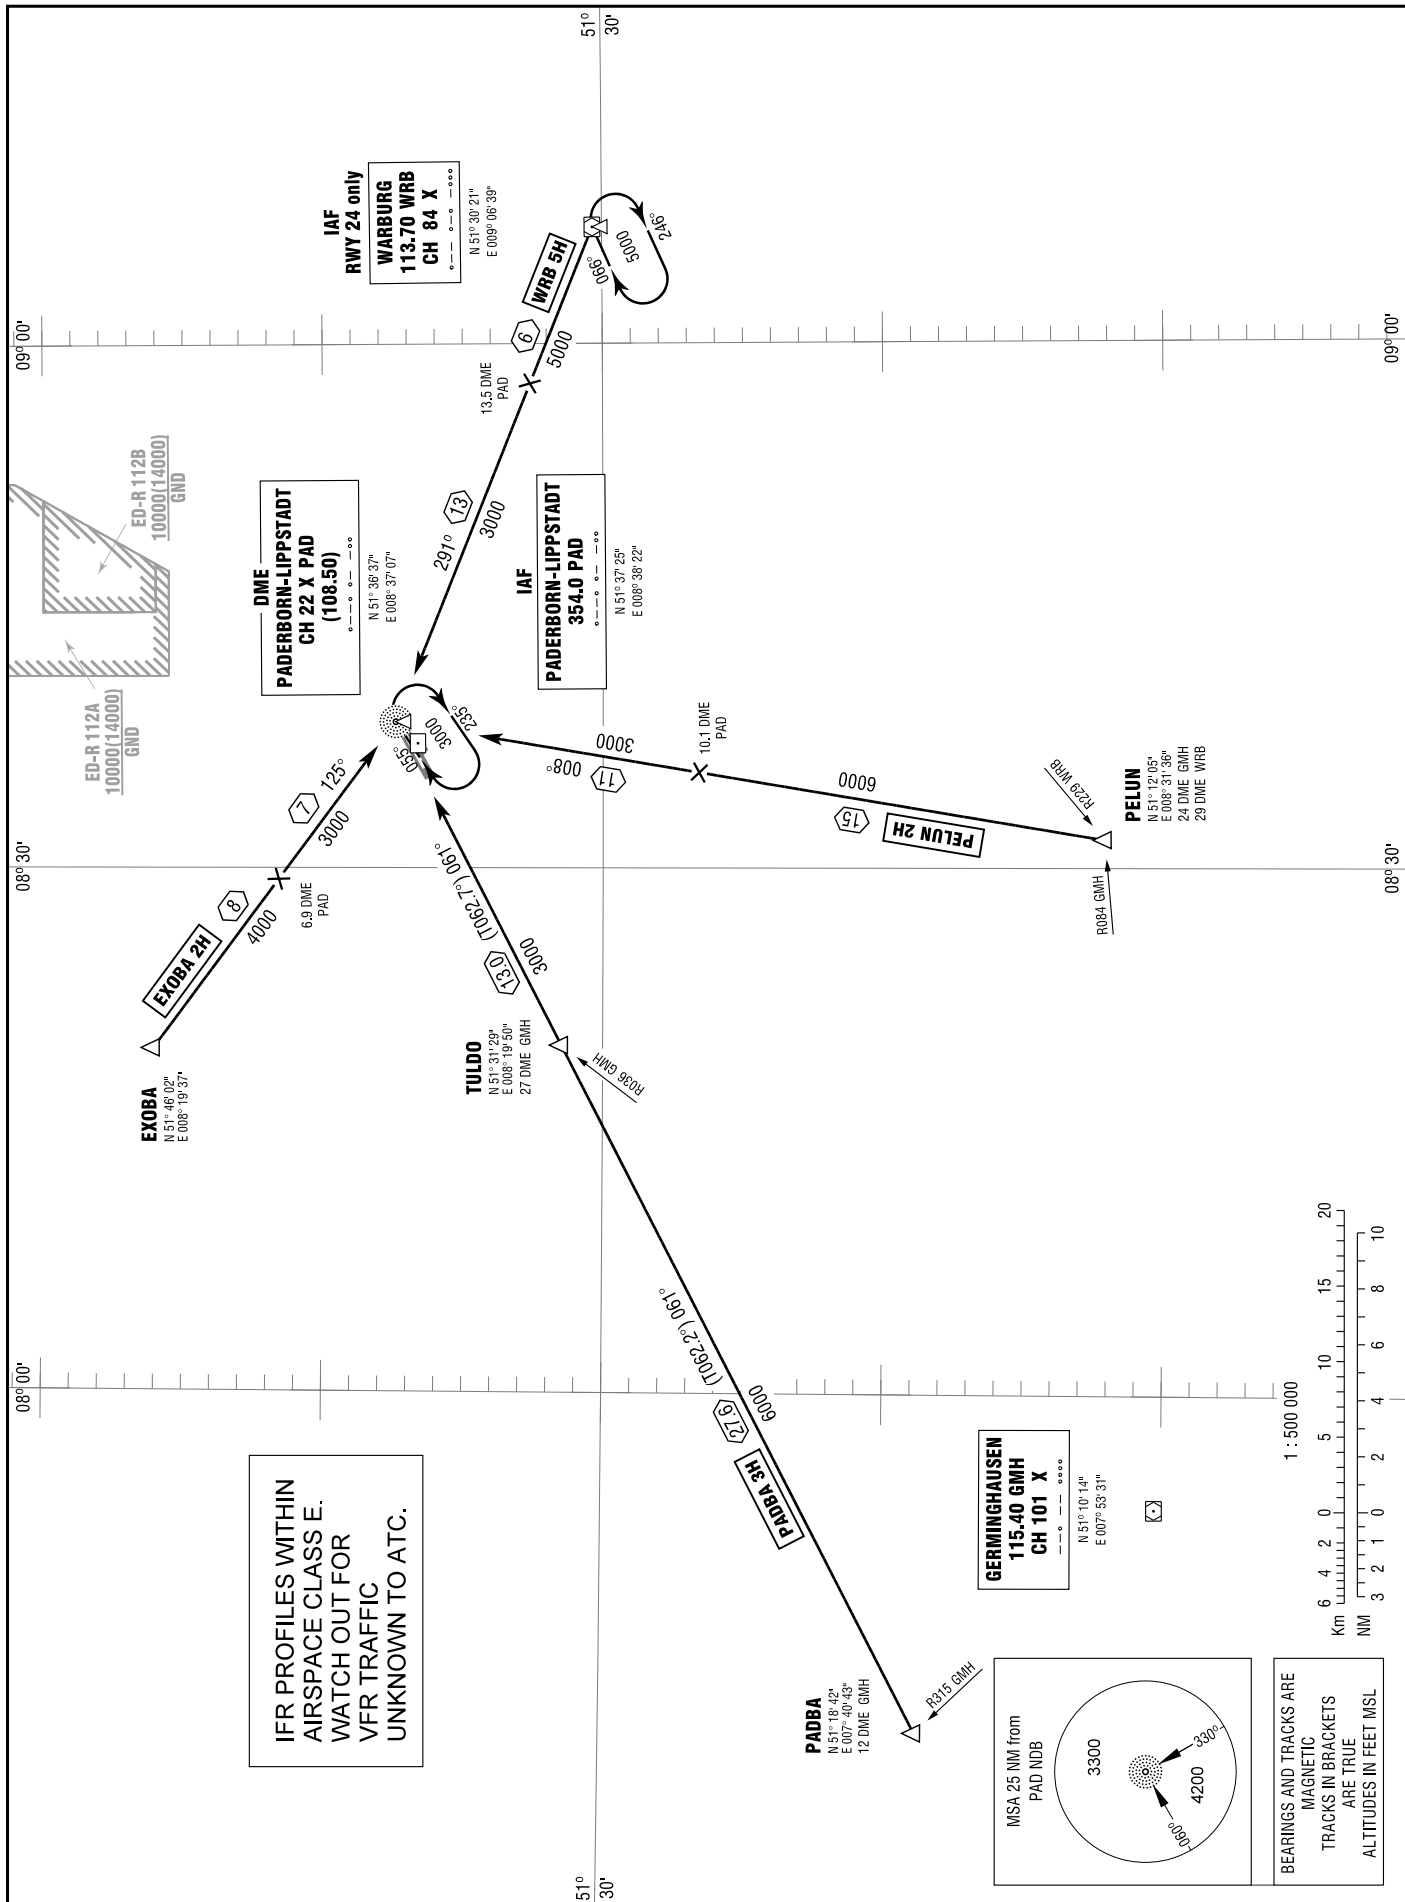 IFR PROFILES WITHIN
AIRSPACE CLASS E.
WATCH OUT FOR
VFR TRAFFIC
UNKNOWN TO ATC.
08° 00'
08° 30'
09° 00'
EXOBA
N 51° 46' 02"
E 008° 19' 37"
EXOBA 2H
8
4000
6.9 DME
PAD
7
125°
3000
ED-R 112A
10000(14000)
GND
ED-R 112B
10000(14000)
GND
DME
PADERBORN-LIPPSTADT
CH 22 X PAD
(108.50)
N 51° 36' 37"
E 008° 37' 07"
IAF
RWY 24 only
WARBURG
113.70 WRB
CH 84 X
N 51° 30' 21"
E 009° 06' 39"
055°
3000
235°
291°
13
3000
13.5 DME
PAD
6
5000
WRB 5H
066°
5000
246°
IAF
PADERBORN-LIPPSTADT
354.0 PAD
N 51° 37' 25"
E 008° 38' 22"
TULDO
N 51° 31' 29"
E 008° 19' 50"
27 DME GMH
R036 GMH
13.0
(T062.7°) 061°
3000
51°
30'
51°
30'
008°
11
3000
10.1 DME
PAD
6000
15
PELUN 2H
R229 WRB
R084 GMH
PELUN
N 51° 12' 05"
E 008° 31' 36"
24 DME GMH
29 DME WRB
PADBA 3H
27.6
(T062.2°) 061°
6000
PADBA
N 51° 18' 42"
E 007° 40' 43"
12 DME GMH
R315 GMH
GERMINGHAUSEN
115.40 GMH
CH 101 X
N 51° 10' 14"
E 007° 53' 31"
MSA 25 NM from
PAD NDB
3300
4200
060°
330°
BEARINGS AND TRACKS ARE
MAGNETIC
TRACKS IN BRACKETS
ARE TRUE
ALTITUDES IN FEET MSL
1 : 500 000
Km 6 4 2 0 5 10 15 20
NM 3 2 1 0 2 4 6 8 10
08° 30'
09° 00'